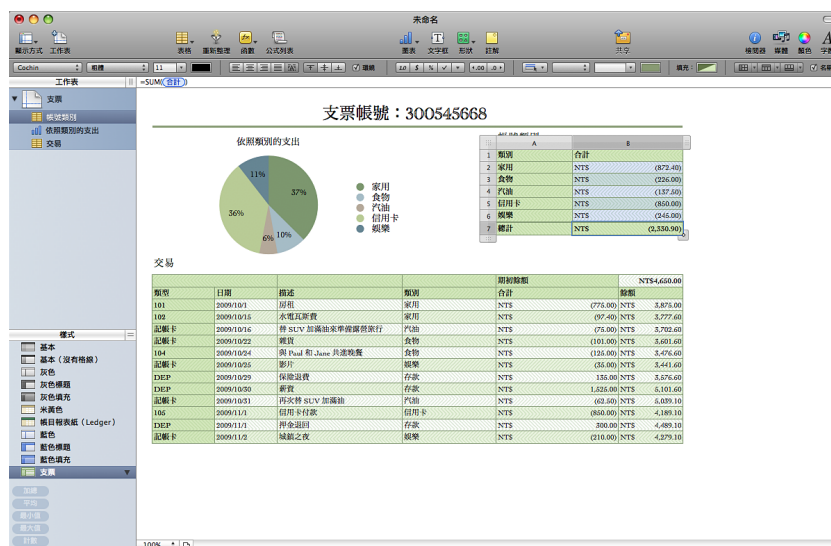 未命名
顯示方式 工作表 表格 重新整理 函數 公式列表 圖表 文字框 形狀 註解 共享 檢閱器 媒體 顏色
Cochin 粗體 11 環繞 填充：
工作表 =SUM(合計)
支票
帳號類別
依照類別的支出
交易
支票帳號：300545668
依照類別的支出
11% 37% 36% 6% 10%
家用
食物
汽油
信用卡
娛樂
A B
1 類別 合計
2 家用 NT$ (872.40)
3 食物 NT$ (226.00)
4 汽油 NT$ (137.50)
5 信用卡 NT$ (850.00)
6 娛樂 NT$ (245.00)
7 總計 NT$ (2,330.90)
交易
期初餘額 NT$4,650.00
類型 日期 描述 類別 合計 餘額
101 2009/10/1 房租 家用 NT$ (775.00) NT$ 3,875.00
102 2009/10/15 水電瓦斯費 家用 NT$ (97.40) NT$ 3,777.60
記帳卡 2009/10/16 替 SUV 加滿油來準備露營旅行 汽油 NT$ (75.00) NT$ 3,702.60
記帳卡 2009/10/22 雜貨 食物 NT$ (101.00) NT$ 3,601.60
104 2009/10/24 與 Paul 和 Jane 共進晚餐 食物 NT$ (125.00) NT$ 3,476.60
記帳卡 2009/10/25 影片 娛樂 NT$ (35.00) NT$ 3,441.60
DEP 2009/10/29 保險退費 存款 NT$ 135.00 NT$ 3,576.60
DEP 2009/10/30 薪資 存款 NT$ 1,525.00 NT$ 5,101.60
記帳卡 2009/10/31 再次替 SUV 加滿油 汽油 NT$ (62.50) NT$ 5,039.10
105 2009/11/1 信用卡付款 信用卡 NT$ (850.00) NT$ 4,189.10
DEP 2009/11/1 押金退回 存款 NT$ 300.00 NT$ 4,489.10
記帳卡 2009/11/2 城鎮之夜 娛樂 NT$ (210.00) NT$ 4,279.10
樣式
基本
基本（沒有格線）
灰色
灰色標題
灰色填充
米黃色
帳目報表紙（Ledger）
藍色
藍色標題
藍色填充
支票
加總
平均
最小值
最大值
計數
100%